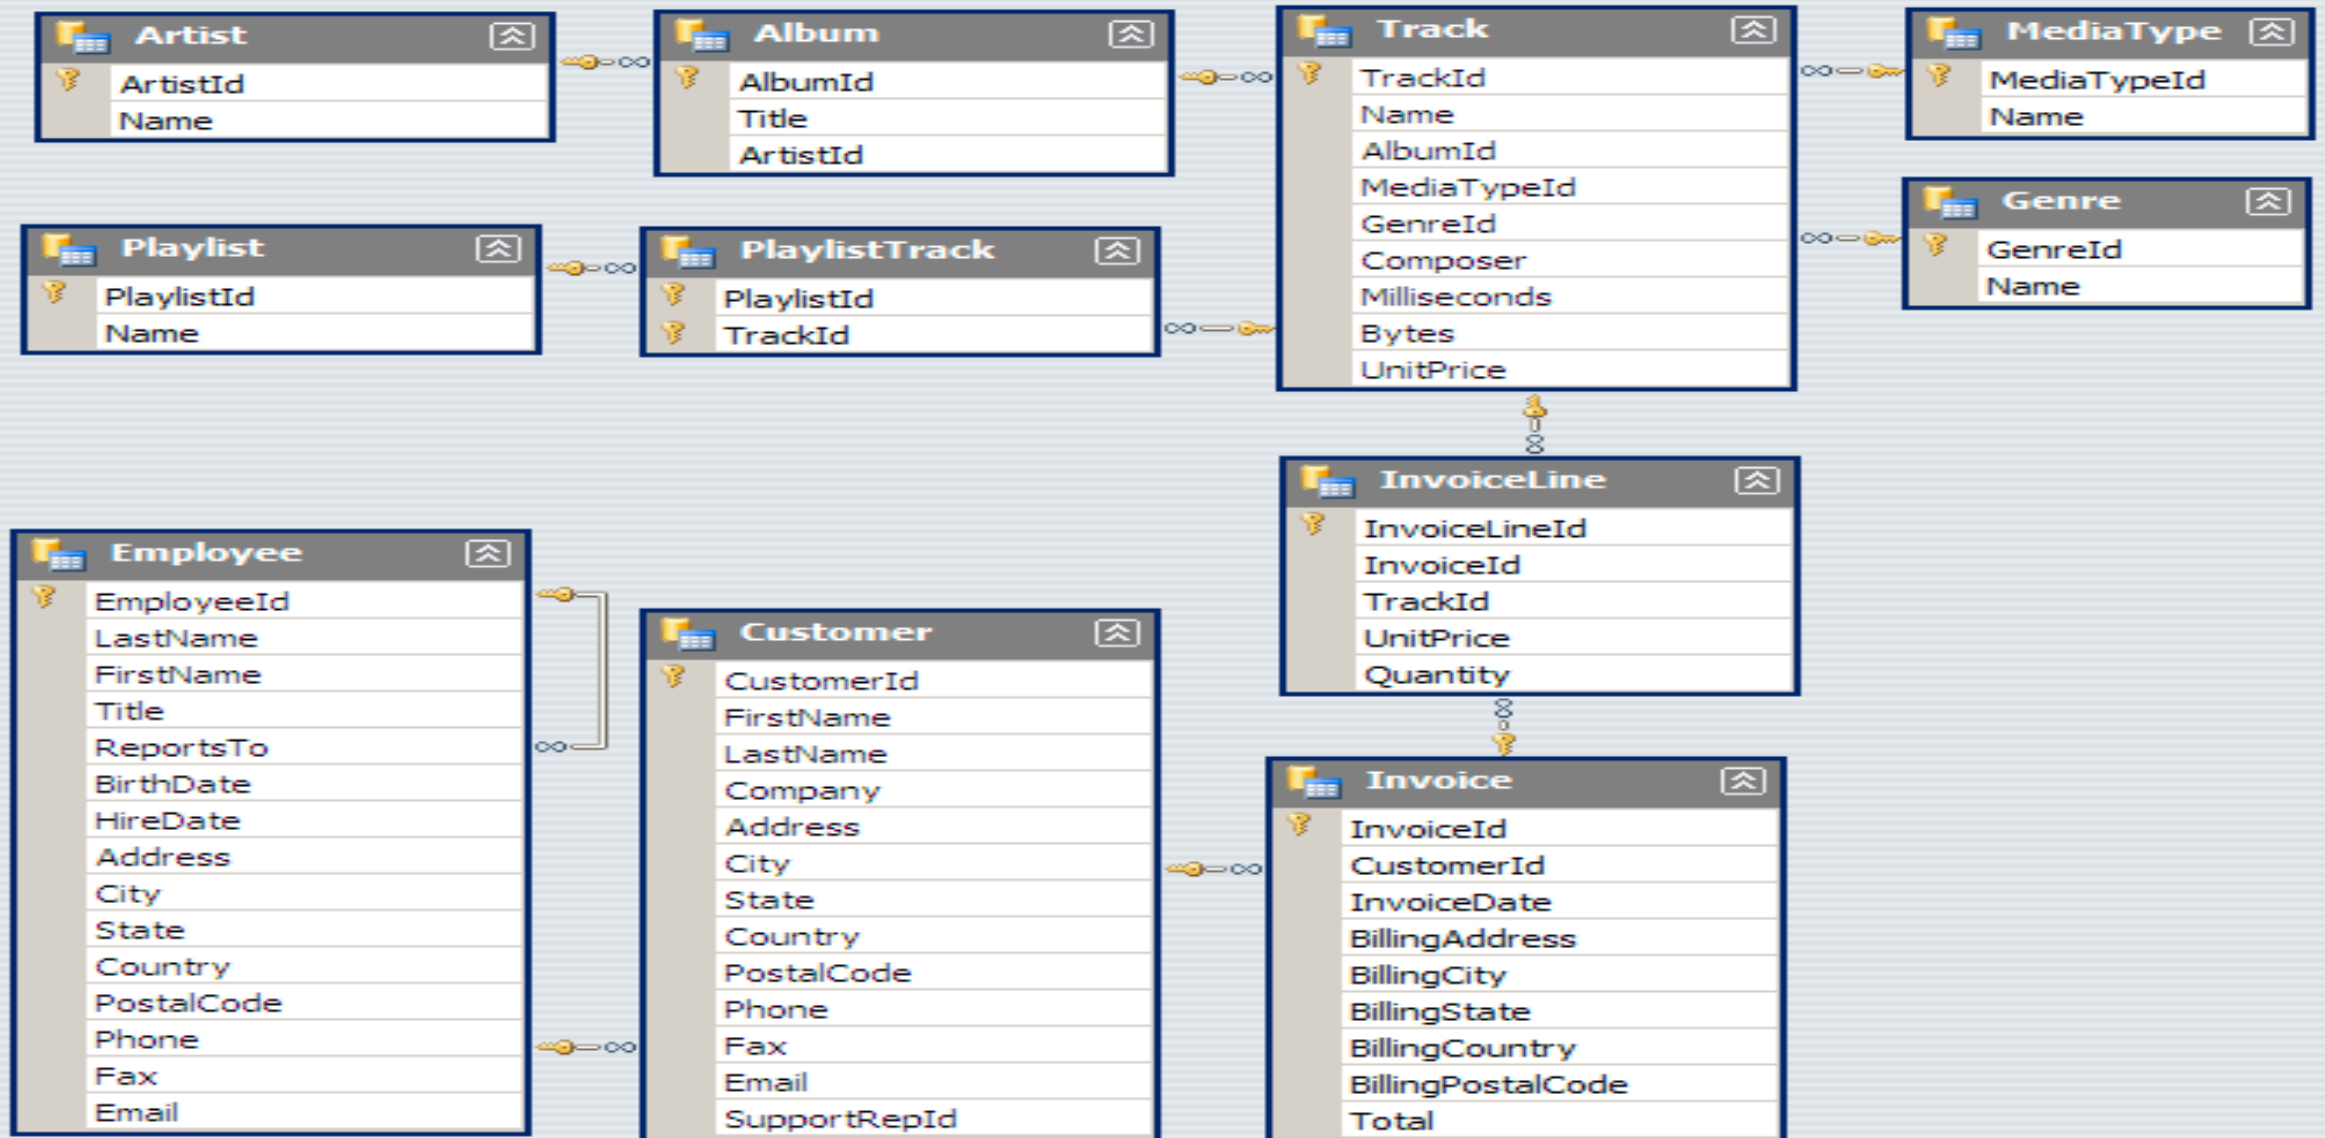 Artist
ArtistId
Name
Album
AlbumId
Title
ArtistId
Track
TrackId
Name
AlbumId
MediaTypeId
GenreId
Composer
Milliseconds
Bytes
UnitPrice
MediaType
MediaTypeId
Name
Genre
GenreId
Name
Playlist
PlaylistId
Name
PlaylistTrack
PlaylistId
TrackId
InvoiceLine
InvoiceLineId
InvoiceId
TrackId
UnitPrice
Quantity
Employee
EmployeeId
LastName
FirstName
Title
ReportsTo
BirthDate
HireDate
Address
City
State
Country
PostalCode
Phone
Fax
Email
Customer
CustomerId
FirstName
LastName
Company
Address
City
State
Country
PostalCode
Phone
Fax
Email
SupportRepId
Invoice
InvoiceId
CustomerId
InvoiceDate
BillingAddress
BillingCity
BillingState
BillingCountry
BillingPostalCode
Total